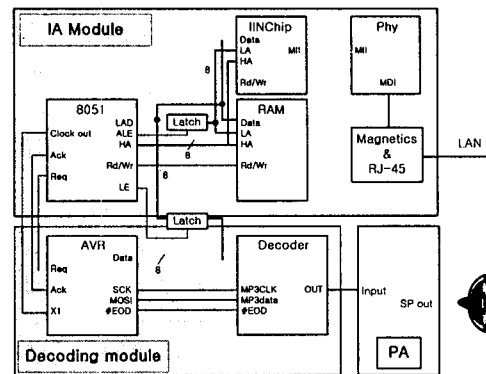 IA Module
IINChip
Data
LA
HA
MII
Rd/Wr
Phy
MII
MDI
8
8051
LAD
Clock out
ALE
HA
Ack
Rd/Wr
Req
LE
Latch
8
8
RAM
Data
LA
HA
Rd/Wr
Magnetics
&
RJ-45
LAN
Latch
AVR
Data
Req
8
Ack
SCK
MOSI
X1
#EOD
Decoder
MP3CLK
OUT
MP3data
#EOD
Input
SP out
PA
Decoding module